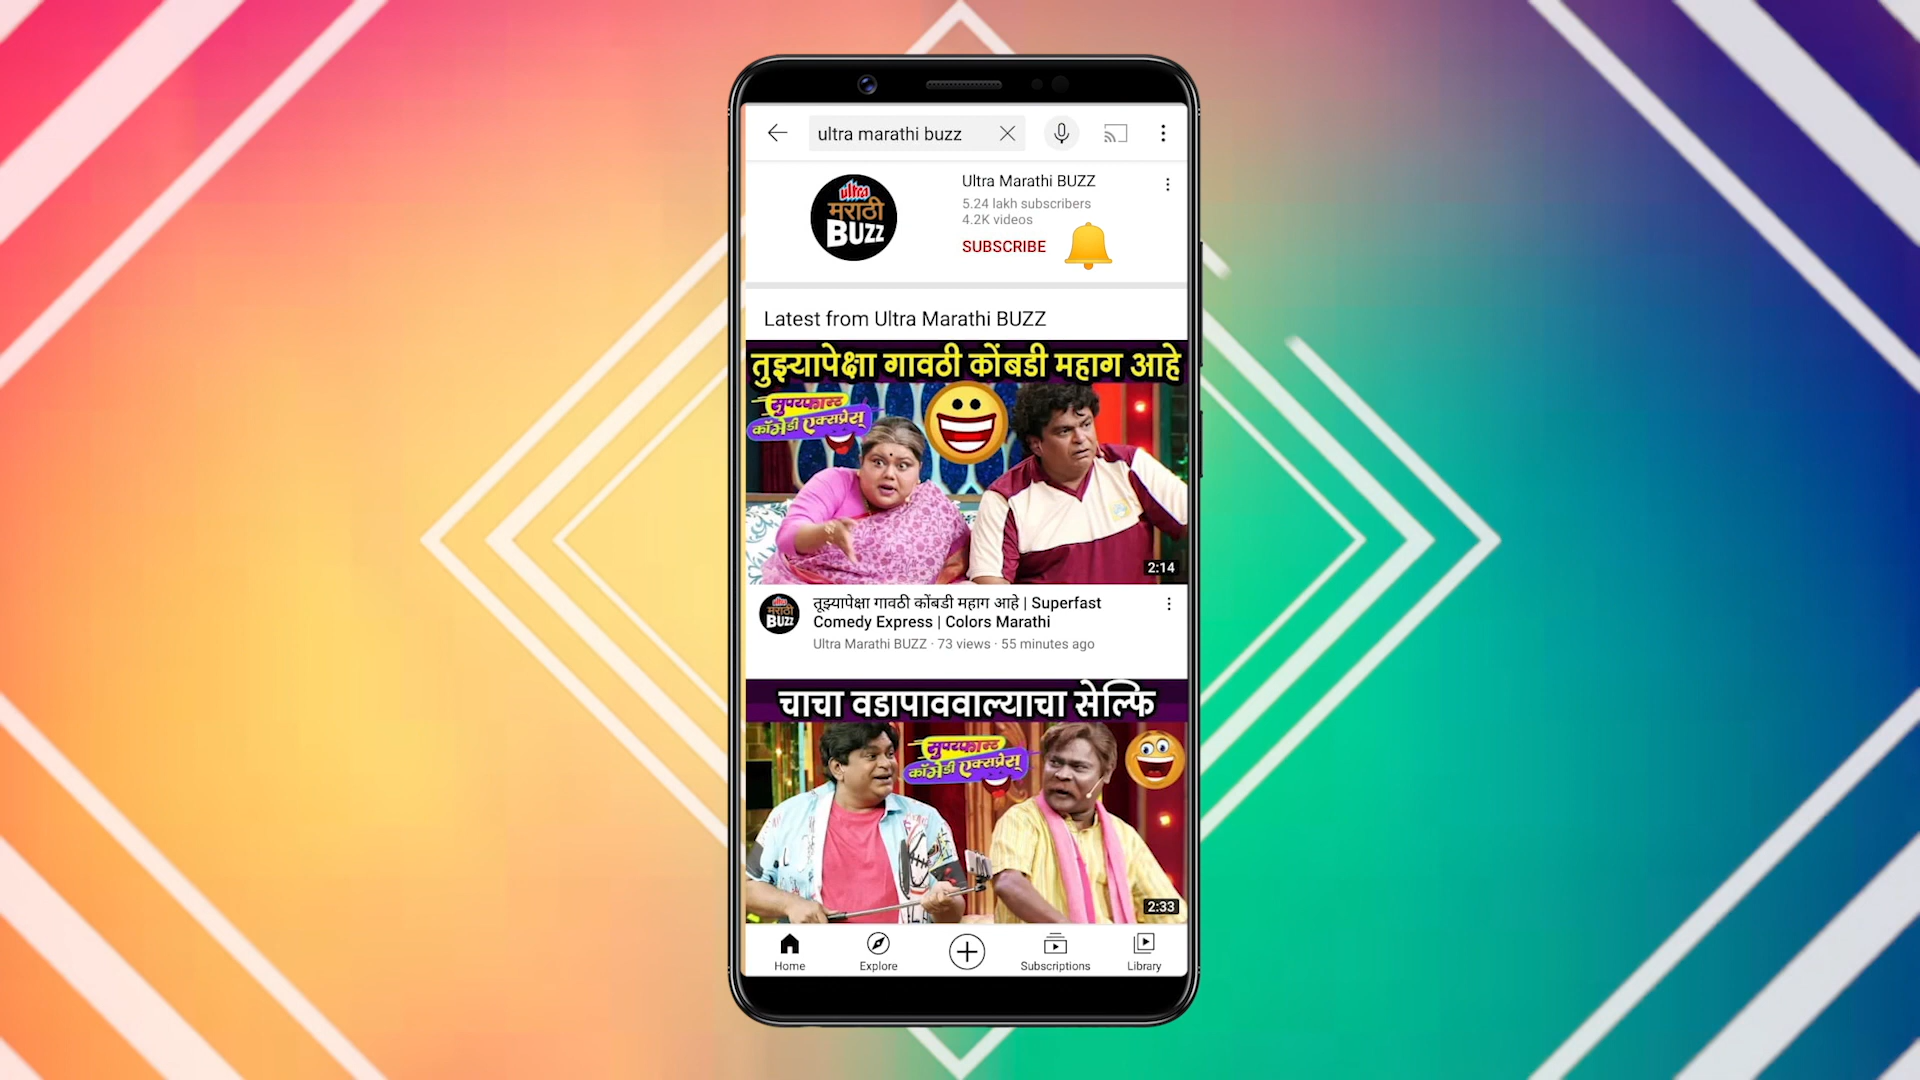 ultra marathi buzz
ultra
मराठी
BUZZ
Ultra Marathi BUZZ
5.24 lakh subscribers
4.2K videos
SUBSCRIBE
Latest from Ultra Marathi BUZZ
तुझ्यापेक्षा गावठी कोंबडी महाग आहे
सुपरफास्ट
कॉमेडी एक्सप्रेस्
2:14
ultra
मराठी
BUZZ
तूझ्यापेक्षा गावठी कोंबडी महाग आहे | Superfast
Comedy Express | Colors Marathi
Ultra Marathi BUZZ · 73 views · 55 minutes ago
चाचा वडापाववाल्याचा सेल्फि
सुपरफास्ट
कॉमेडी एक्सप्रेस्
2:33
Home
Explore
Subscriptions
Library